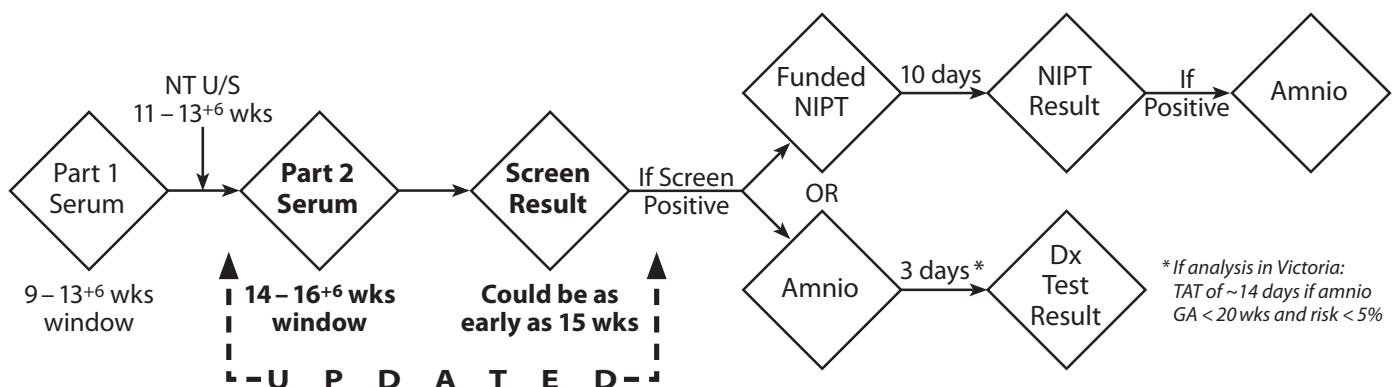 NT U/S
11 – 13+6 wks
Part 1
Serum
9 – 13+6 wks
window
Part 2
Serum
14 – 16+6 wks
window
Screen
Result
Could be as
early as 15 wks
U P D A T E D
If Screen
Positive
Funded
NIPT
10 days
NIPT
Result
If
Positive
Amnio
OR
Amnio
3 days*
Dx
Test
Result
* If analysis in Victoria:
TAT of ~14 days if amnio
GA < 20 wks and risk < 5%